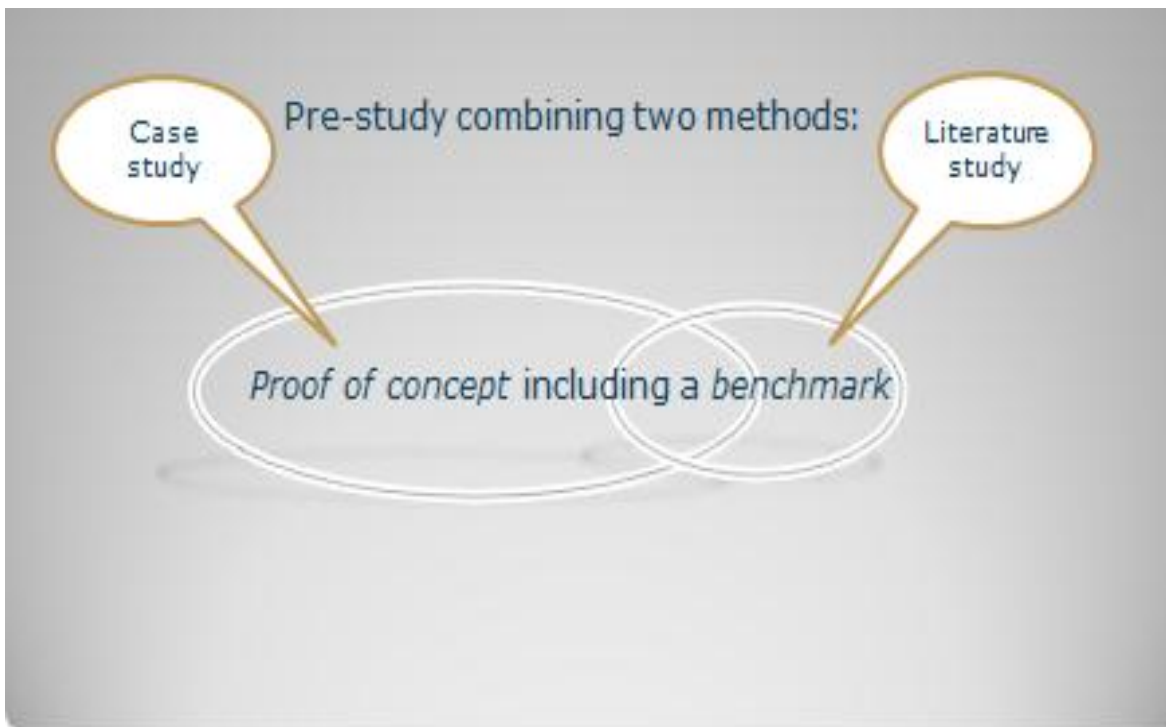 Pre-study combining two methods:
Case
study
Literature
study
Proof of concept including a benchmark